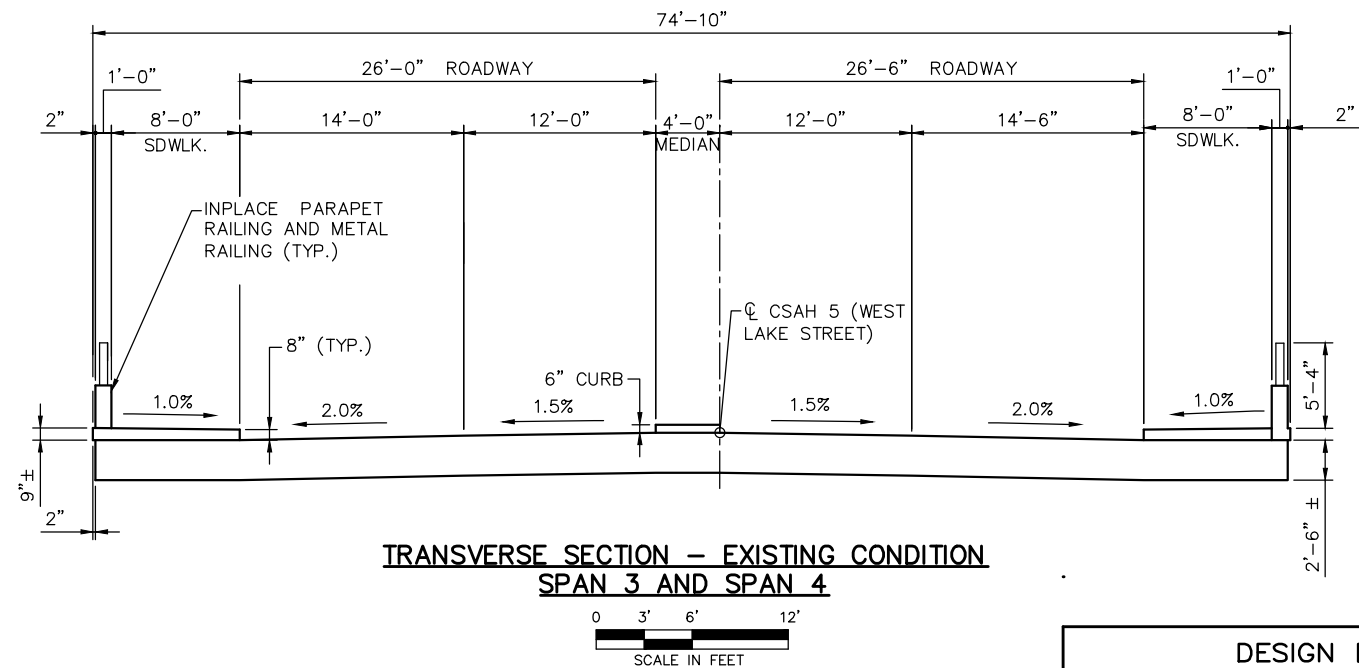 74'-10"
26'-0" ROADWAY
26'-6" ROADWAY
1'-0"
1'-0"
2"
8'-0"
14'-0"
12'-0"
4'-0"
12'-0"
14'-6"
8'-0"
2"
SDWLK.
MEDIAN
SDWLK.
INPLACE PARAPET
RAILING AND METAL
RAILING (TYP.)
℄ CSAH 5 (WEST
LAKE STREET)
8" (TYP.)
6" CURB
5'-4"
1.0%
2.0%
1.5%
1.5%
2.0%
1.0%
9"±
2"
2'-6" ±
TRANSVERSE SECTION - EXISTING CONDITION
SPAN 3 AND SPAN 4
0 3' 6' 12'
SCALE IN FEET
DESIGN